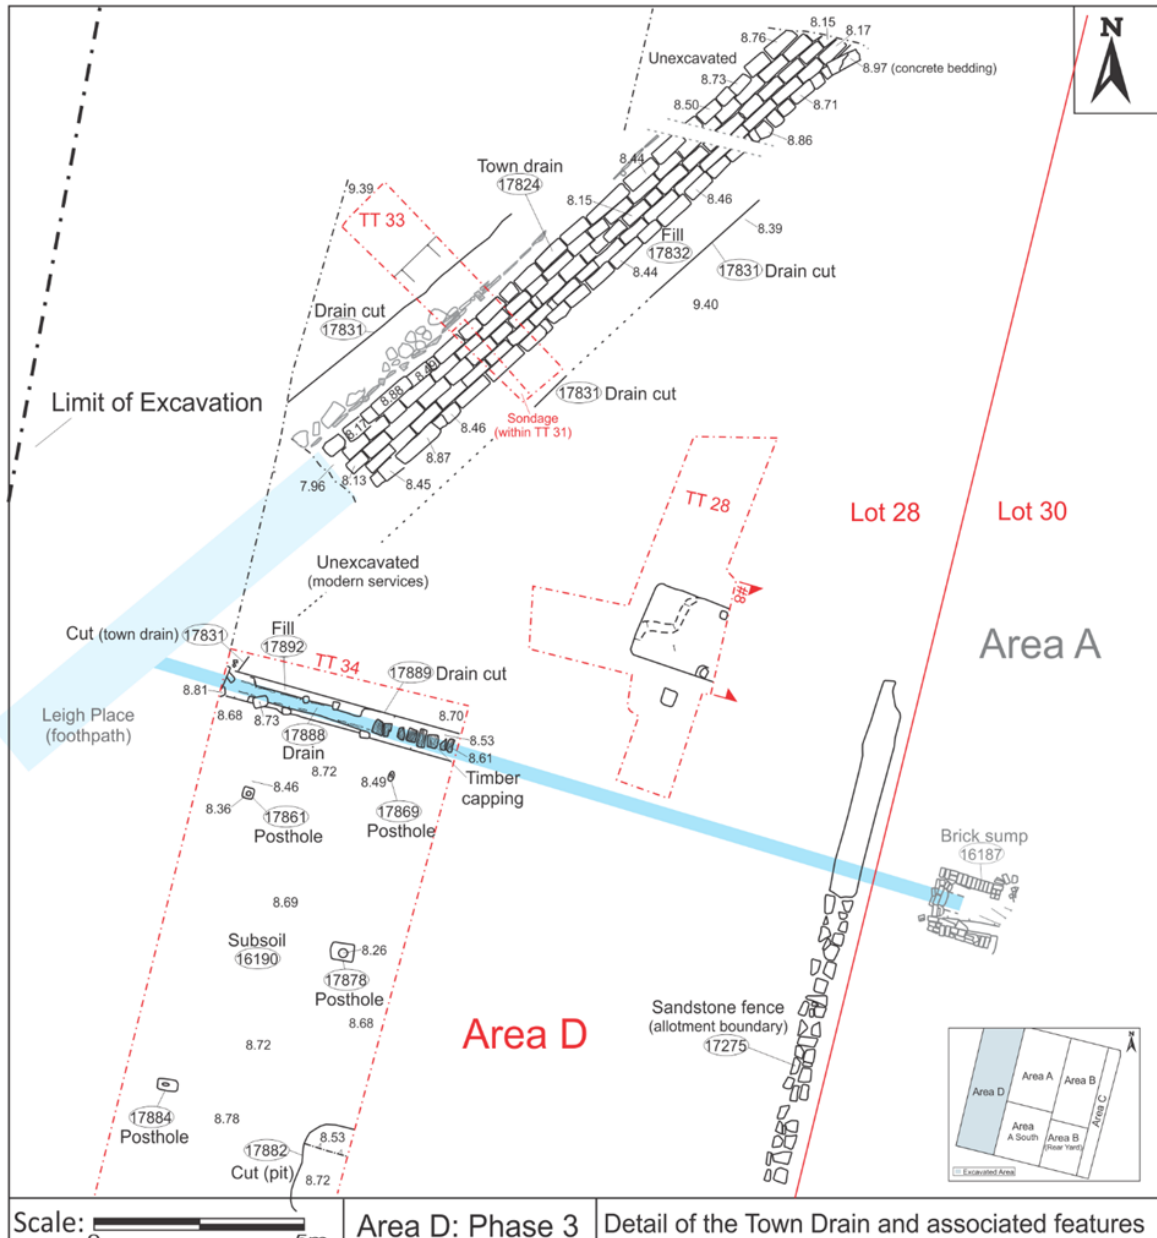 8.15
8.76
8.17
N
Unexcavated
8.97 (concrete bedding)
8.73
8.50
8.71
8.86
8.44
Town drain
17824
9.39
8.15
8.46
TT 33
Fill
17832
8.39
8.44
17831 Drain cut
9.40
Drain cut
17831
8.49
8.88
17831 Drain cut
Limit of Excavation
8.17
8.46
Sondage
(within TT 31)
8.87
7.96
8.13
8.45
TT 28
Lot 28
Lot 30
Unexcavated
(modern services)
#8
Cut (town drain) 17831
Fill
17892
TT 34
17889 Drain cut
Area A
8.81
8.68
8.73
8.70
Leigh Place
(footpath)
17888
Drain
8.53
8.61
8.72
Timber
capping
8.46
8.49
8.36
17861
Posthole
17869
Posthole
Brick sump
16187
8.69
Subsoil
16190
8.26
17878
Posthole
Sandstone fence
(allotment boundary)
17275
8.68
Area D
8.72
N
Area D
Area A
Area B
Area C
Area
A South
Area B
(Rear Yard)
Excavated Area
17884
Posthole
8.78
8.53
17882
Cut (pit)
8.72
Scale:
Area D: Phase 3
Detail of the Town Drain and associated features